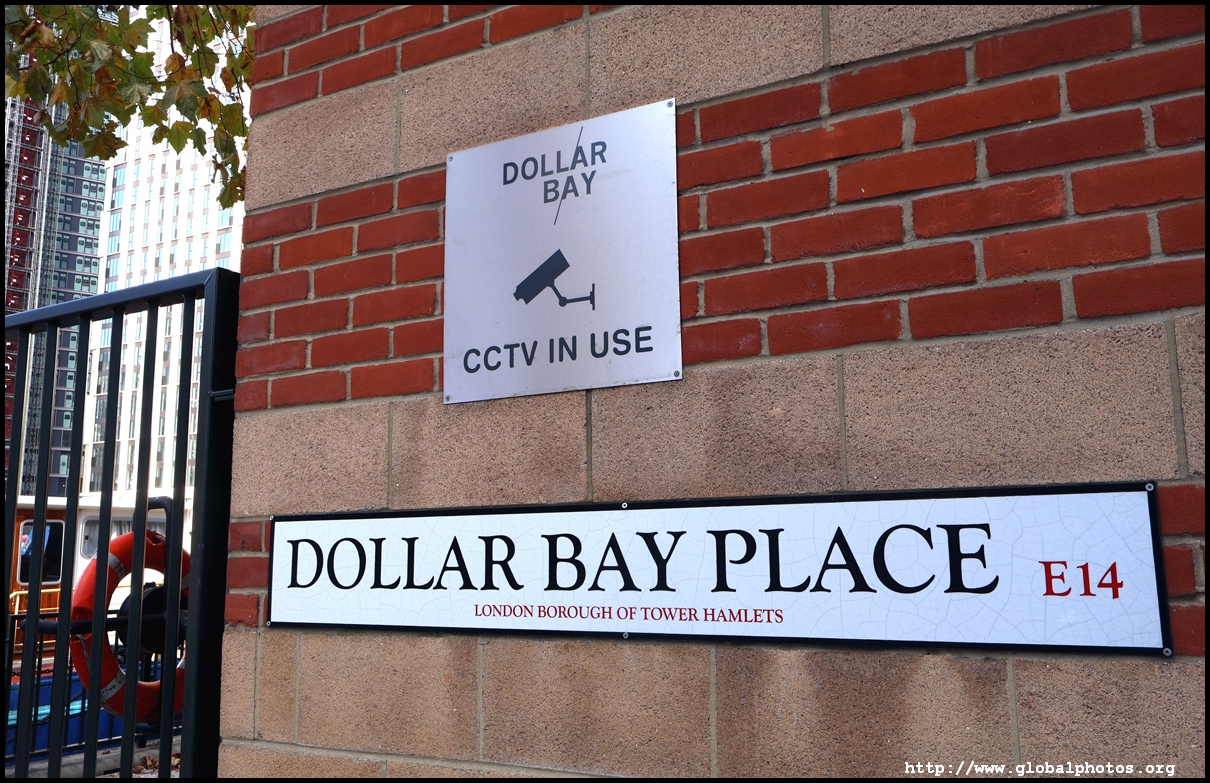 DOLLAR
BAY
CCTV IN USE
DOLLAR BAY PLACE
E14
LONDON BOROUGH OF TOWER HAMLETS
http://www.globalphotos.org